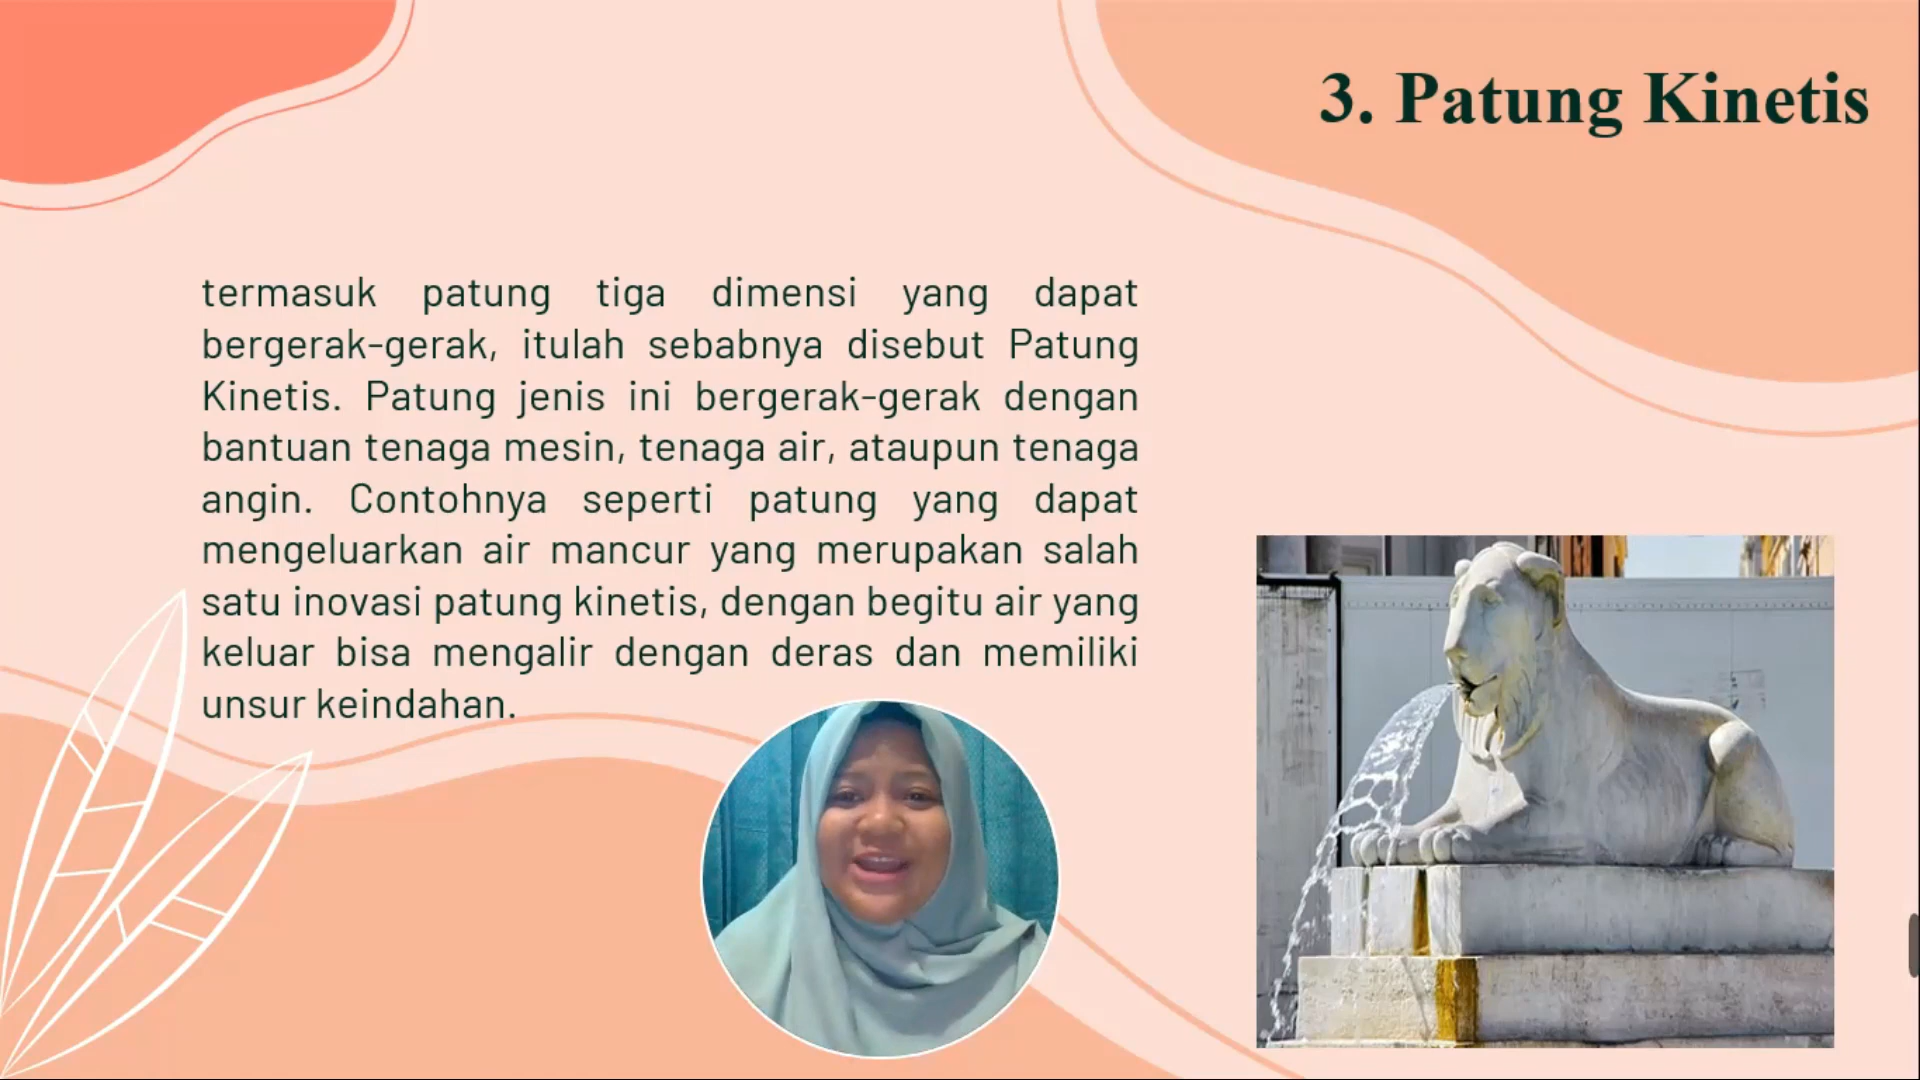 3. Patung Kinetis
termasuk patung tiga dimensi yang dapat
bergerak-gerak, itulah sebabnya disebut Patung
Kinetis. Patung jenis ini bergerak-gerak dengan
bantuan tenaga mesin, tenaga air, ataupun tenaga
angin. Contohnya seperti patung yang dapat
mengeluarkan air mancur yang merupakan salah
satu inovasi patung kinetis, dengan begitu air yang
keluar bisa mengalir dengan deras dan memiliki
unsur keindahan.